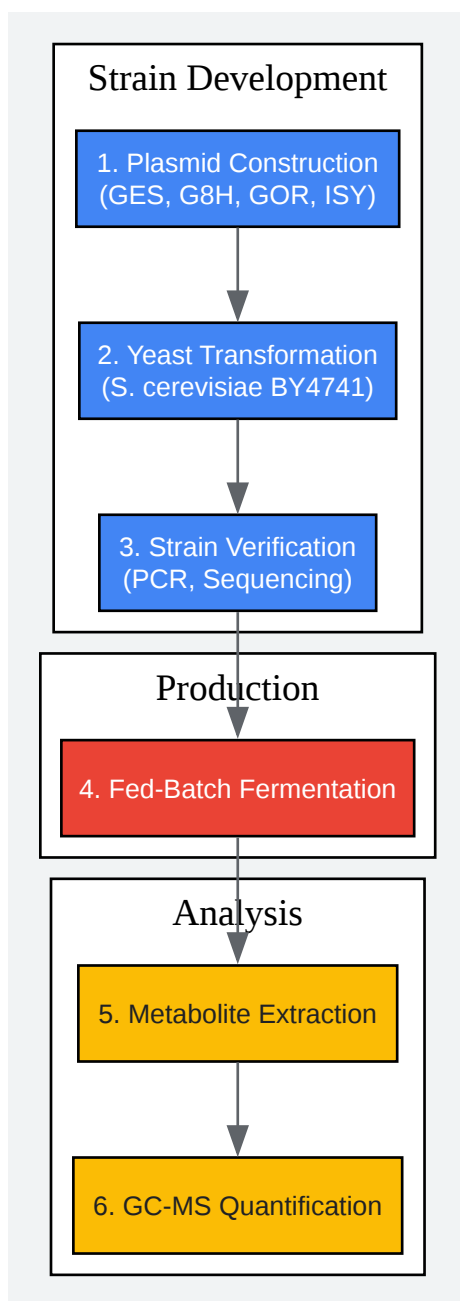 Strain Development
1. Plasmid Construction
(GES, G8H, GOR, ISY)
2. Yeast Transformation
(S. cerevisiae BY4741)
3. Strain Verification
(PCR, Sequencing)
Production
4. Fed-Batch Fermentation
Analysis
5. Metabolite Extraction
6. GC-MS Quantification